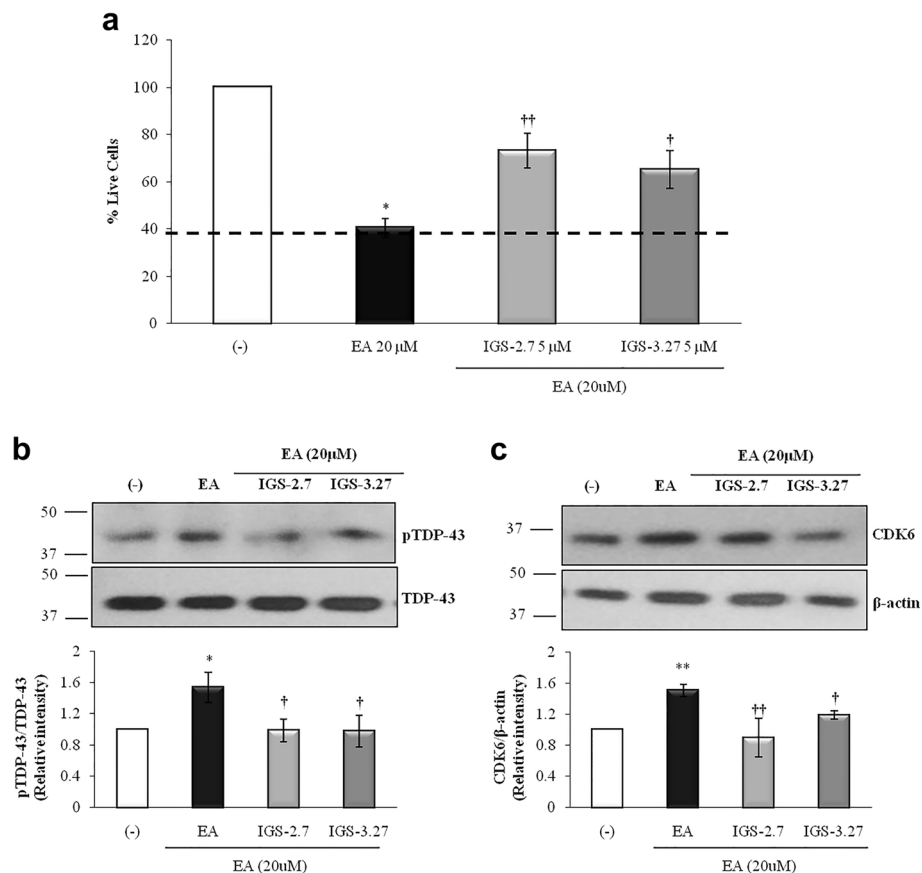 a
120
100
80
60
40
20
0
% Live Cells
*
††
†
(-) EA 20 µM IGS-2.7 5 µM IGS-3.27 5 µM
EA (20uM)
b
EA (20µM)
(-) EA IGS-2.7 IGS-3.27
50
37
pTDP-43
50
37
TDP-43
2
1.6
1.2
0.8
0.4
0
pTDP-43/TDP-43
(Relative intensity)
*
†
†
(-) EA IGS-2.7 IGS-3.27
EA (20uM)
c
EA (20µM)
(-) EA IGS-2.7 IGS-3.27
37
CDK6
50
37
β-actin
2
1.6
1.2
0.8
0.4
0
CDK6/β-actin
(Relative intensity)
**
††
†
(-) EA IGS-2.7 IGS-3.27
EA (20uM)